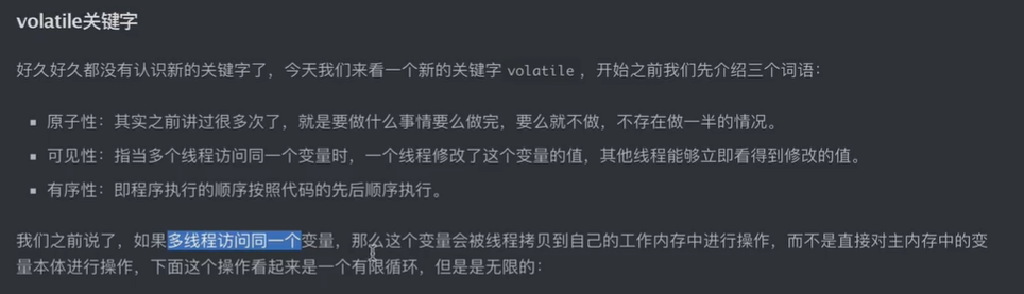 volatile关键字
好久好久都没有认识新的关键字了，今天我们来看一个新的关键字 volatile ，开始之前我们先介绍三个词语：
▪ 原子性：其实之前讲过很多次了，就是要做什么事情要么做完，要么就不做，不存在做一半的情况。
▪ 可见性：指当多个线程访问同一个变量时，一个线程修改了这个变量的值，其他线程能够立即看得到修改的值。
▪ 有序性：即程序执行的顺序按照代码的先后顺序执行。
我们之前说了，如果多线程访问同一个变量，那么这个变量会被线程拷贝到自己的工作内存中进行操作，而不是直接对主内存中的变
量本体进行操作，下面这个操作看起来是一个有限循环，但是是无限的：